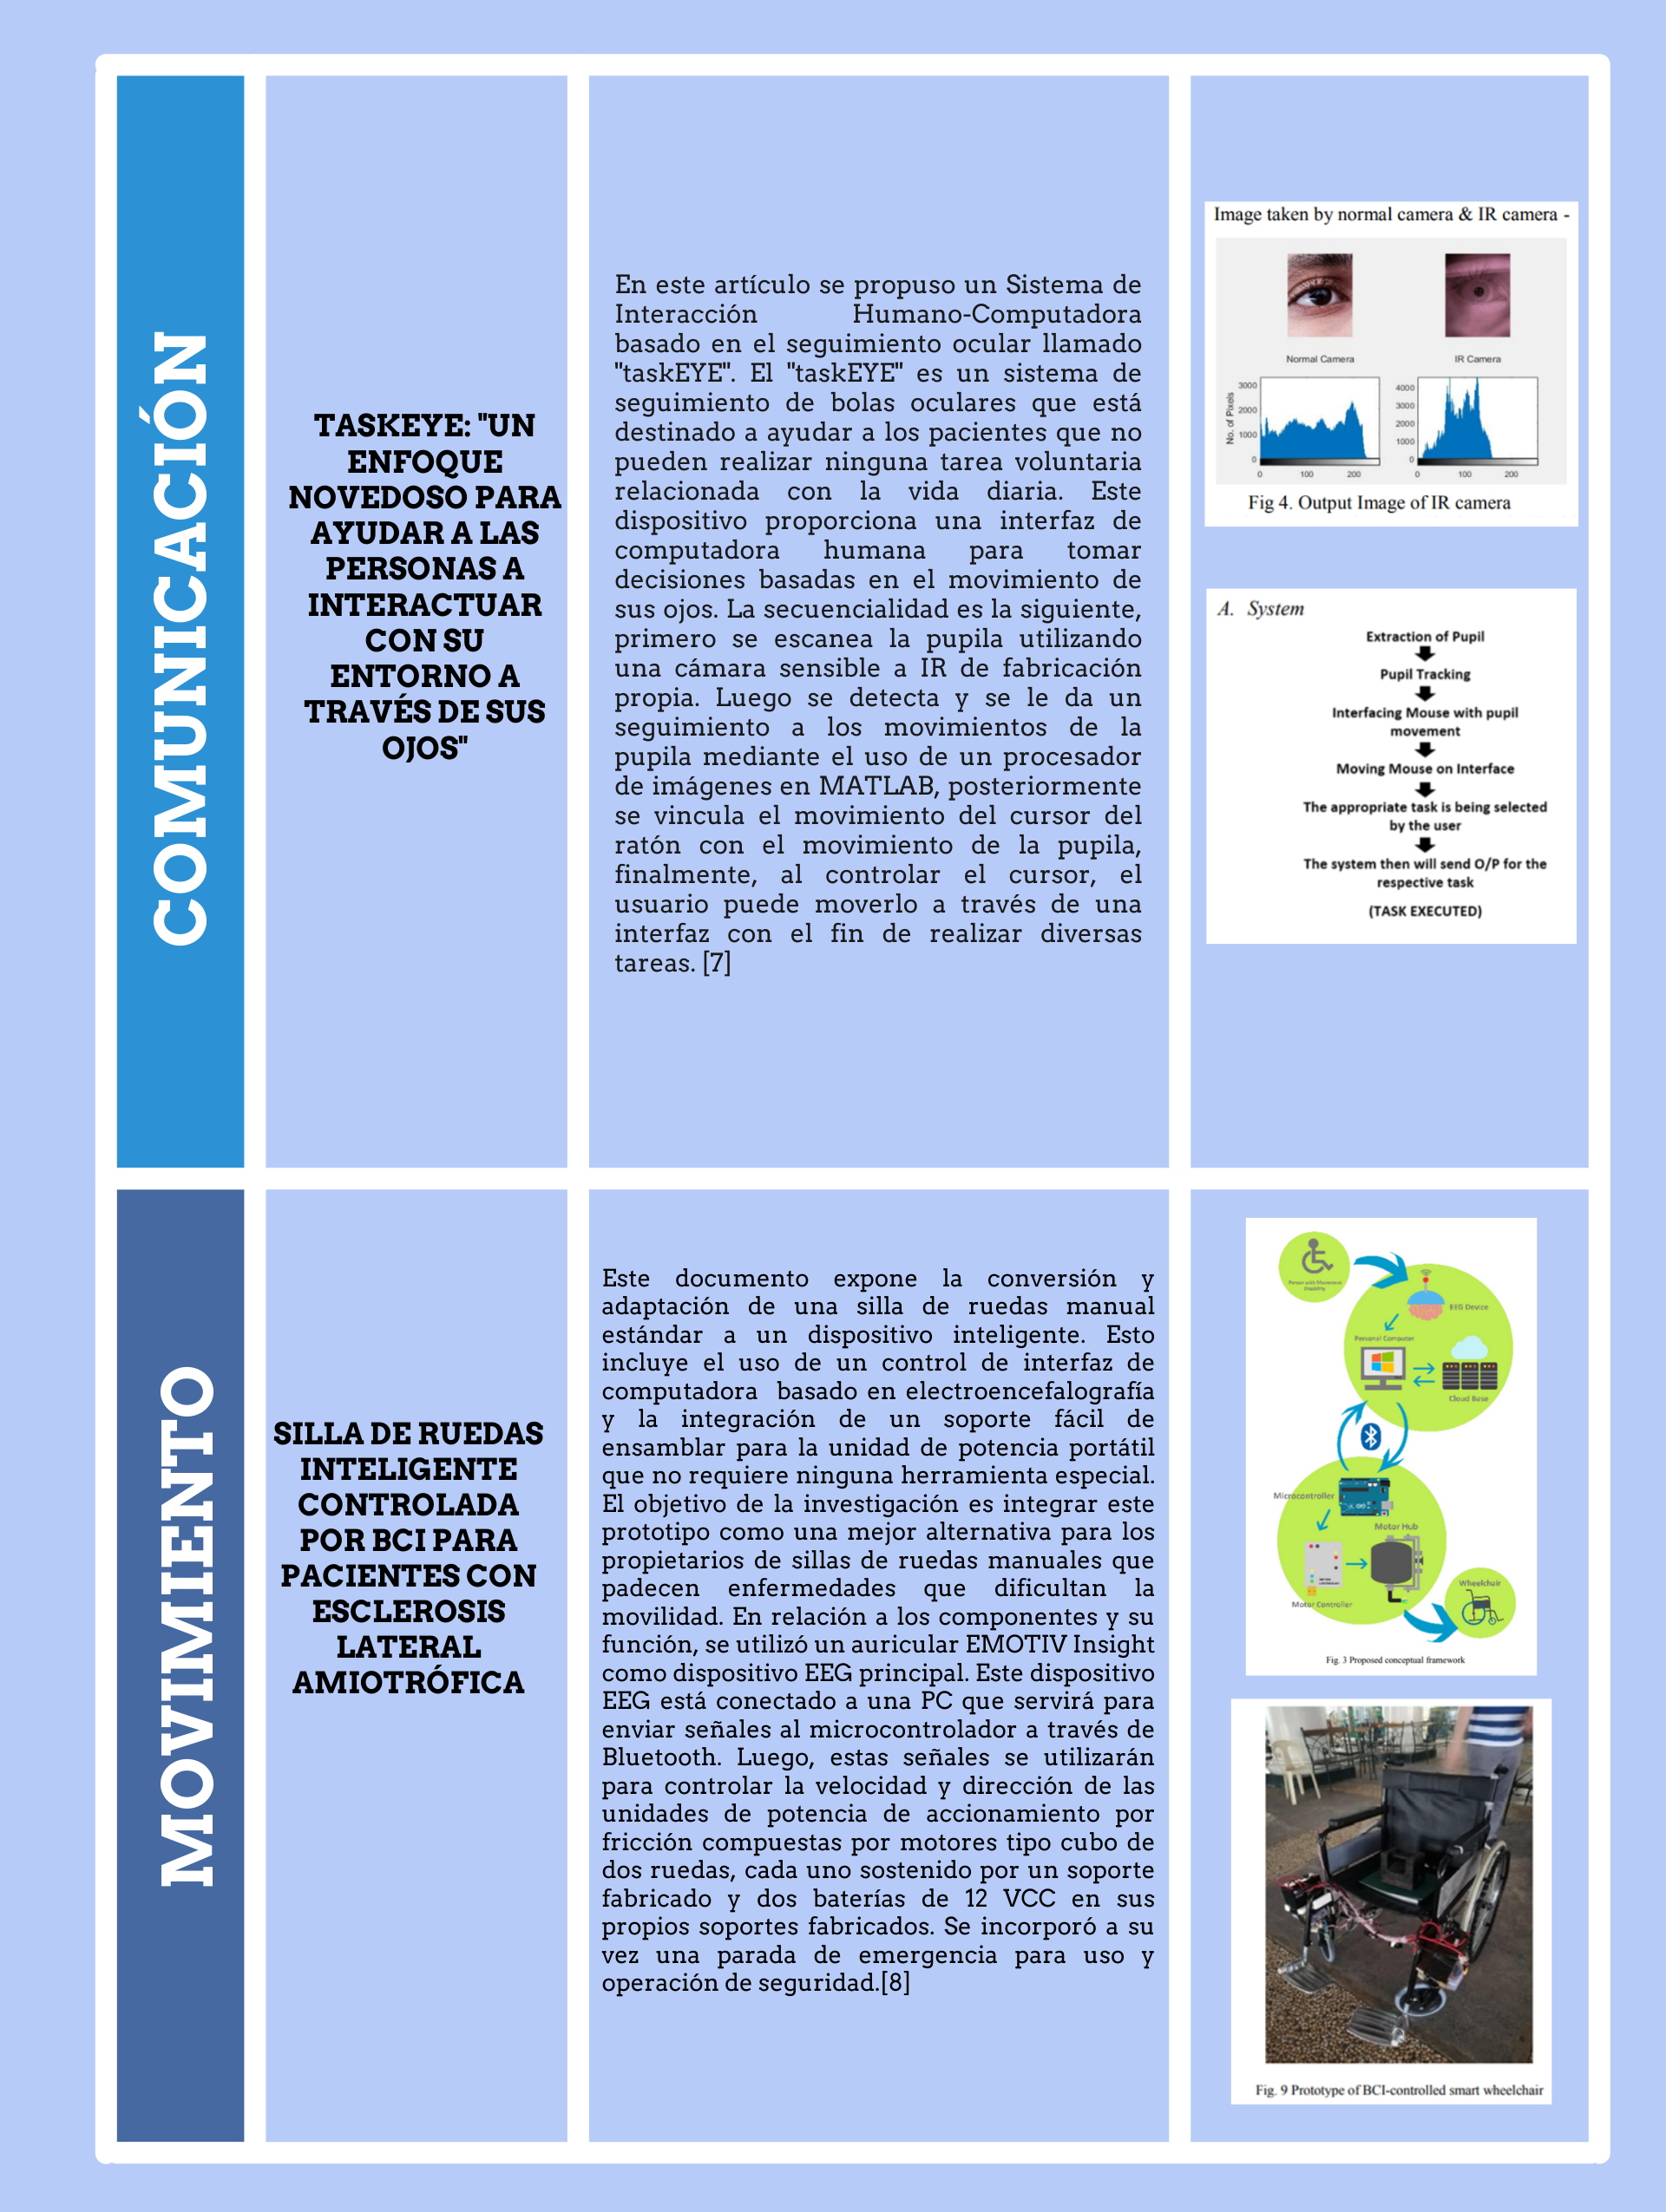 COMUNICACIÓN
TASKEYE: "UN
ENFOQUE
NOVEDOSO PARA
AYUDAR A LAS
PERSONAS A
INTERACTUAR
CON SU
ENTORNO A
TRAVÉS DE SUS
OJOS"
En este artículo se propuso un Sistema de
Interacción Humano-Computadora
basado en el seguimiento ocular llamado
"taskEYE". El "taskEYE" es un sistema de
seguimiento de bolas oculares que está
destinado a ayudar a los pacientes que no
pueden realizar ninguna tarea voluntaria
relacionada con la vida diaria. Este
dispositivo proporciona una interfaz de
computadora humana para tomar
decisiones basadas en el movimiento de
sus ojos. La secuencialidad es la siguiente,
primero se escanea la pupila utilizando
una cámara sensible a IR de fabricación
propia. Luego se detecta y se le da un
seguimiento a los movimientos de la
pupila mediante el uso de un procesador
de imágenes en MATLAB, posteriormente
se vincula el movimiento del cursor del
ratón con el movimiento de la pupila,
finalmente, al controlar el cursor, el
usuario puede moverlo a través de una
interfaz con el fin de realizar diversas
tareas. [7]
Image taken by normal camera & IR camera -
Normal Camera
IR Camera
No. of Pixels
3000
2000
1000
0
0 100 200
4000
3000
2000
1000
0
0 100 200
Fig 4. Output Image of IR camera
A. System
Extraction of Pupil
Pupil Tracking
Interfacing Mouse with pupil
movement
Moving Mouse on Interface
The appropriate task is being selected
by the user
The system then will send O/P for the
respective task
(TASK EXECUTED)
MOVIMIENTO
SILLA DE RUEDAS
INTELIGENTE
CONTROLADA
POR BCI PARA
PACIENTES CON
ESCLEROSIS
LATERAL
AMIOTRÓFICA
Este documento expone la conversión y
adaptación de una silla de ruedas manual
estándar a un dispositivo inteligente. Esto
incluye el uso de un control de interfaz de
computadora basado en electroencefalografía
y la integración de un soporte fácil de
ensamblar para la unidad de potencia portátil
que no requiere ninguna herramienta especial.
El objetivo de la investigación es integrar este
prototipo como una mejor alternativa para los
propietarios de sillas de ruedas manuales que
padecen enfermedades que dificultan la
movilidad. En relación a los componentes y su
función, se utilizó un auricular EMOTIV Insight
como dispositivo EEG principal. Este dispositivo
EEG está conectado a una PC que servirá para
enviar señales al microcontrolador a través de
Bluetooth. Luego, estas señales se utilizarán
para controlar la velocidad y dirección de las
unidades de potencia de accionamiento por
fricción compuestas por motores tipo cubo de
dos ruedas, cada uno sostenido por un soporte
fabricado y dos baterías de 12 VCC en sus
propios soportes fabricados. Se incorporó a su
vez una parada de emergencia para uso y
operación de seguridad.[8]
EEG Device
Personal Computer
Cloud Base
Microcontroller
Motor Hub
Motor Controller
Wheelchair
Fig. 3 Proposed conceptual framework
Fig. 9 Prototype of BCI-controlled smart wheelchair